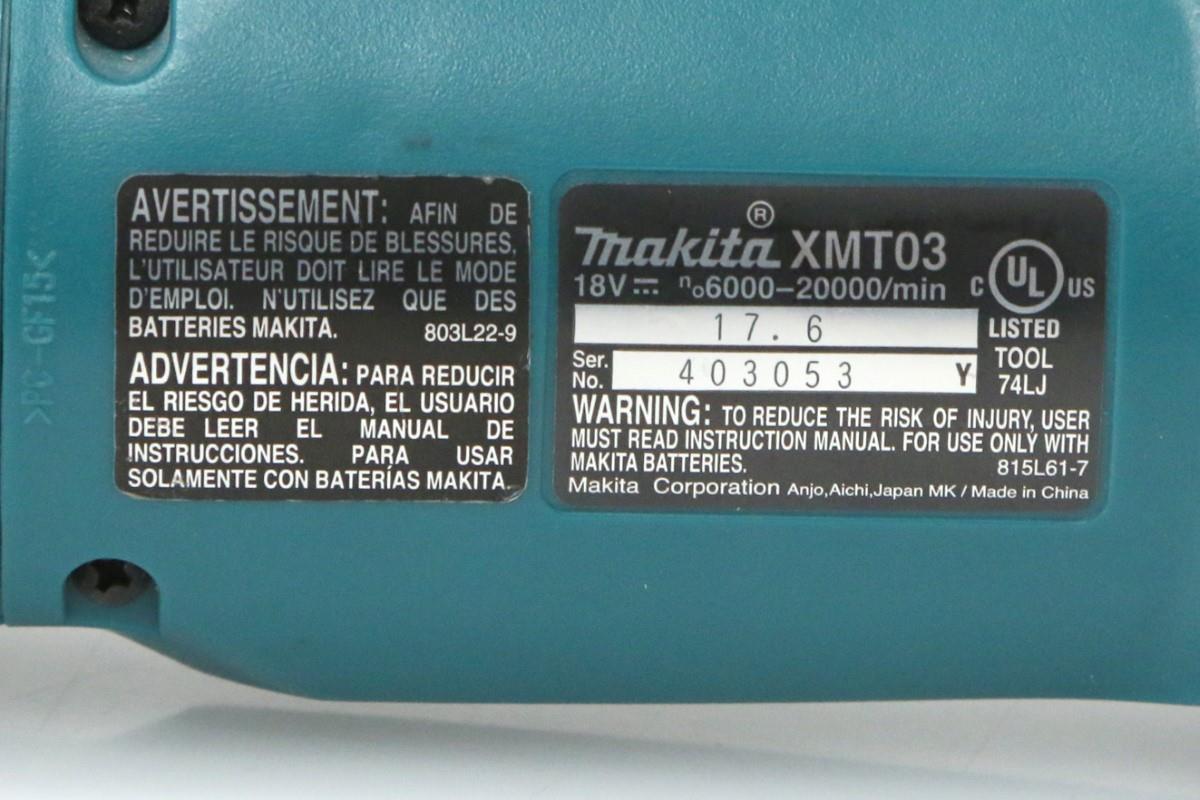 AVERTISSEMENT: AFIN DE
REDUIRE LE RISQUE DE BLESSURES,
L'UTILISATEUR DOIT LIRE LE MODE
D'EMPLOI. N'UTILISEZ QUE DES
BATTERIES MAKITA. 803L22-9
ADVERTENCIA: PARA REDUCIR
EL RIESGO DE HERIDA, EL USUARIO
DEBE LEER EL MANUAL DE
INSTRUCCIONES. PARA USAR
SOLAMENTE CON BATERÍAS MAKITA.
makita® XMT03
18V⎓ n₀6000–20000/min
C UL US
LISTED
17.6
Ser. No. 403053 Y
TOOL
74LJ
WARNING: TO REDUCE THE RISK OF INJURY, USER
MUST READ INSTRUCTION MANUAL. FOR USE ONLY WITH
MAKITA BATTERIES. 815L61-7
Makita Corporation Anjo,Aichi,Japan MK / Made in China
>PC-GF15<